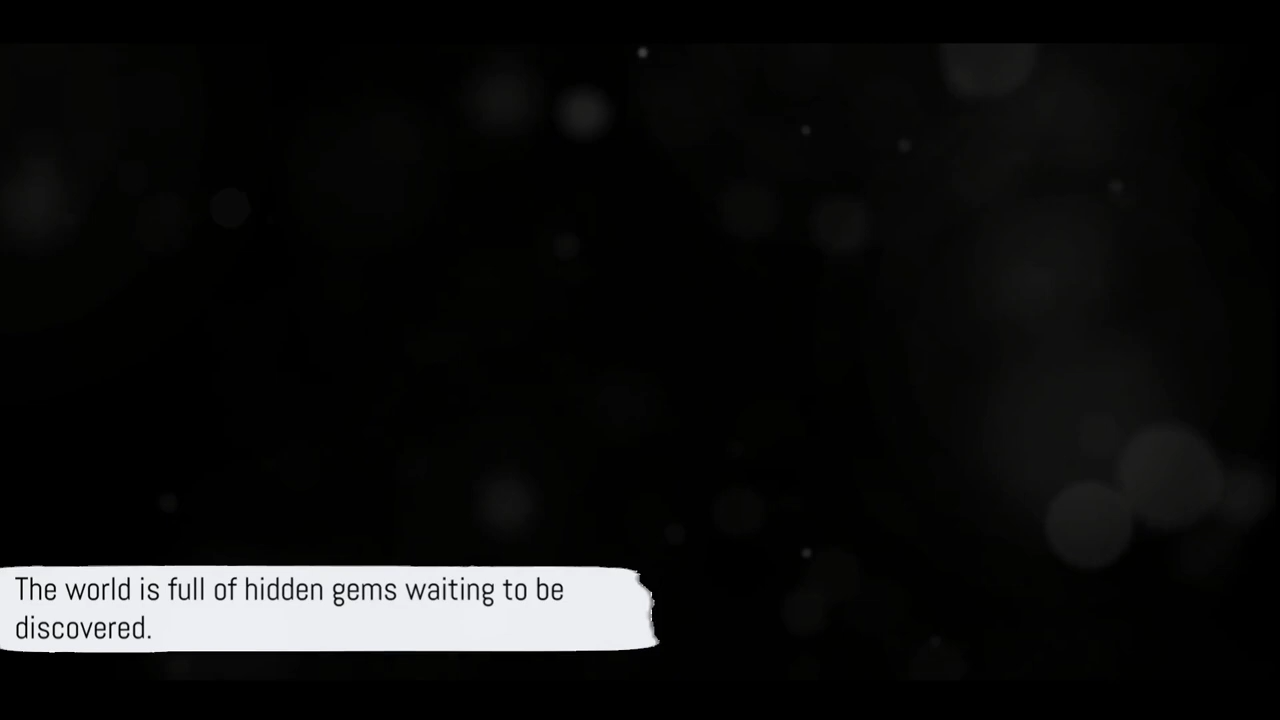 The world is full of hidden gems waiting to be
discovered.